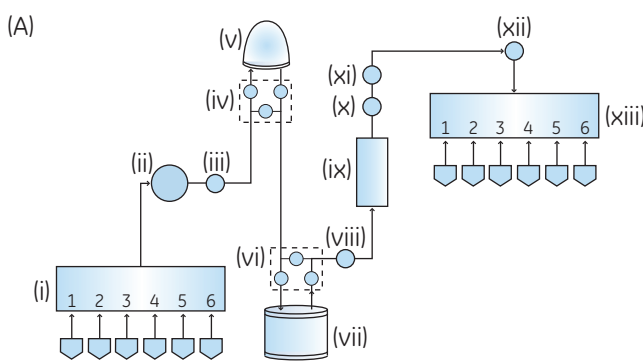 (A)
(xii)
(v)
(xi)
(iv)
(x)
(xiii)
1 2 3 4 5 6
(ii)
(iii)
(ix)
(vi)
(viii)
(i)
1 2 3 4 5 6
(vii)